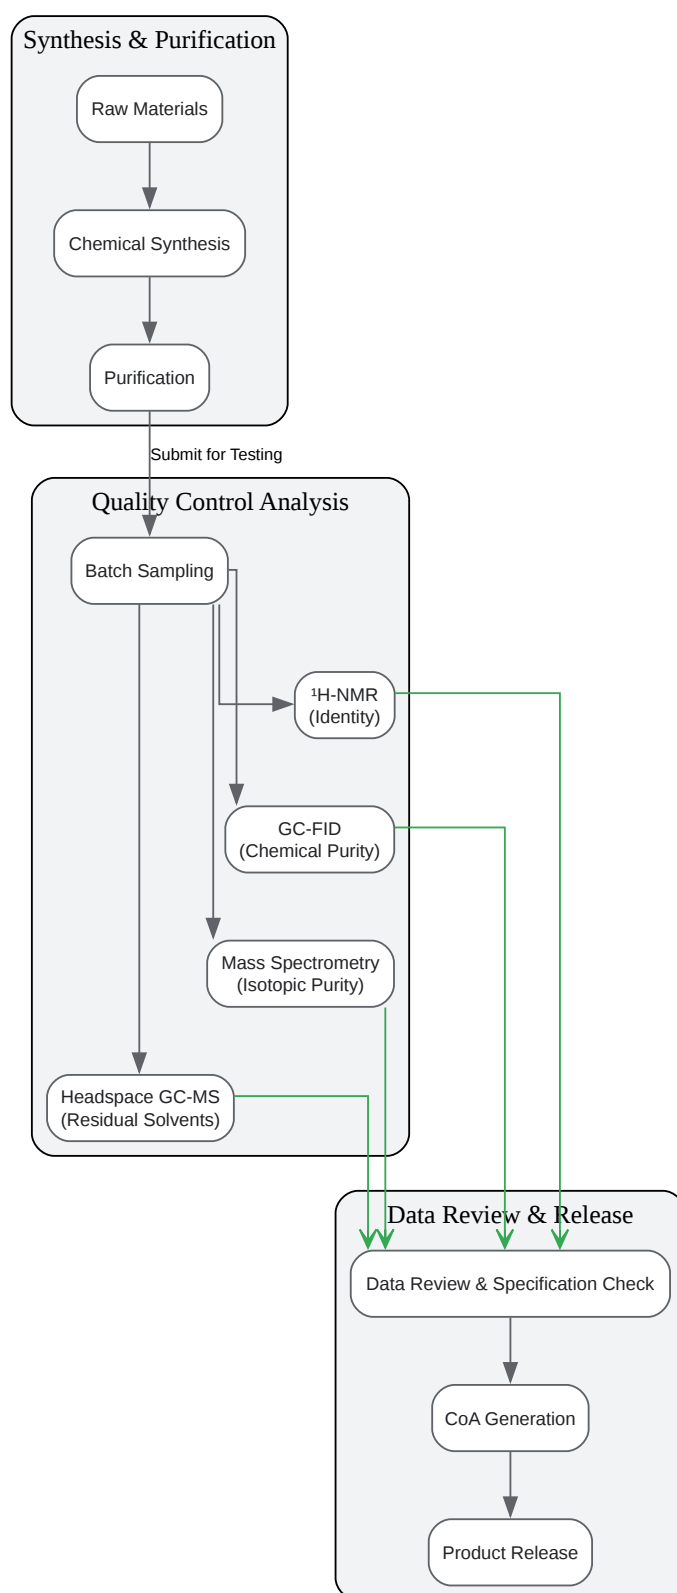 Synthesis & Purification
Raw Materials
Chemical Synthesis
Purification
Submit for Testing
Quality Control Analysis
Batch Sampling
¹H-NMR
(Identity)
GC-FID
(Chemical Purity)
Mass Spectrometry
(Isotopic Purity)
Headspace GC-MS
(Residual Solvents)
Data Review & Release
Data Review & Specification Check
CoA Generation
Product Release